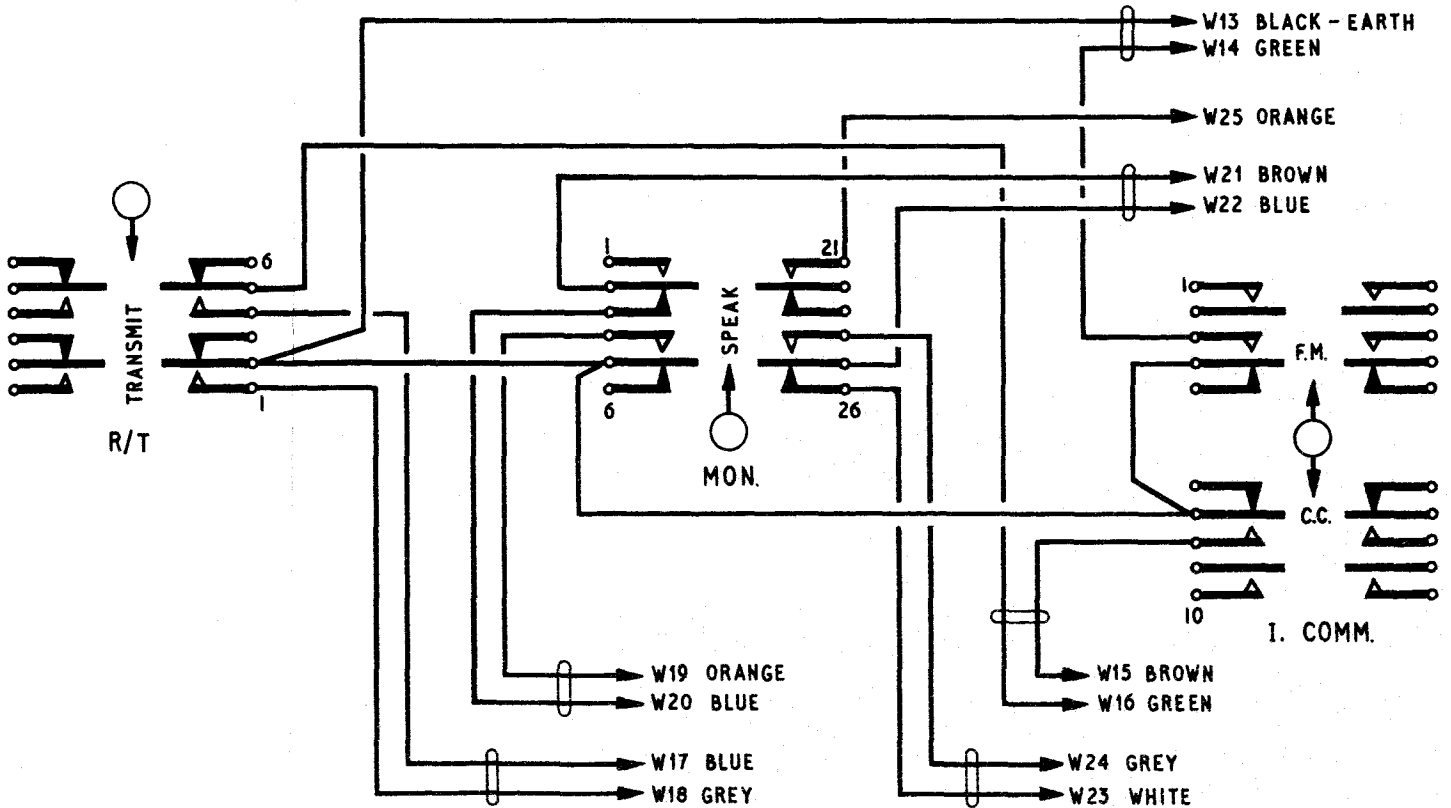 W13 BLACK - EARTH
W14 GREEN
W25 ORANGE
W21 BROWN
W22 BLUE
6
TRANSMIT
1
R/T
1
21
SPEAK
6
26
MON.
1
F.M.
C.C.
10
I. COMM.
W19 ORANGE
W20 BLUE
W15 BROWN
W16 GREEN
W17 BLUE
W18 GREY
W24 GREY
W23 WHITE